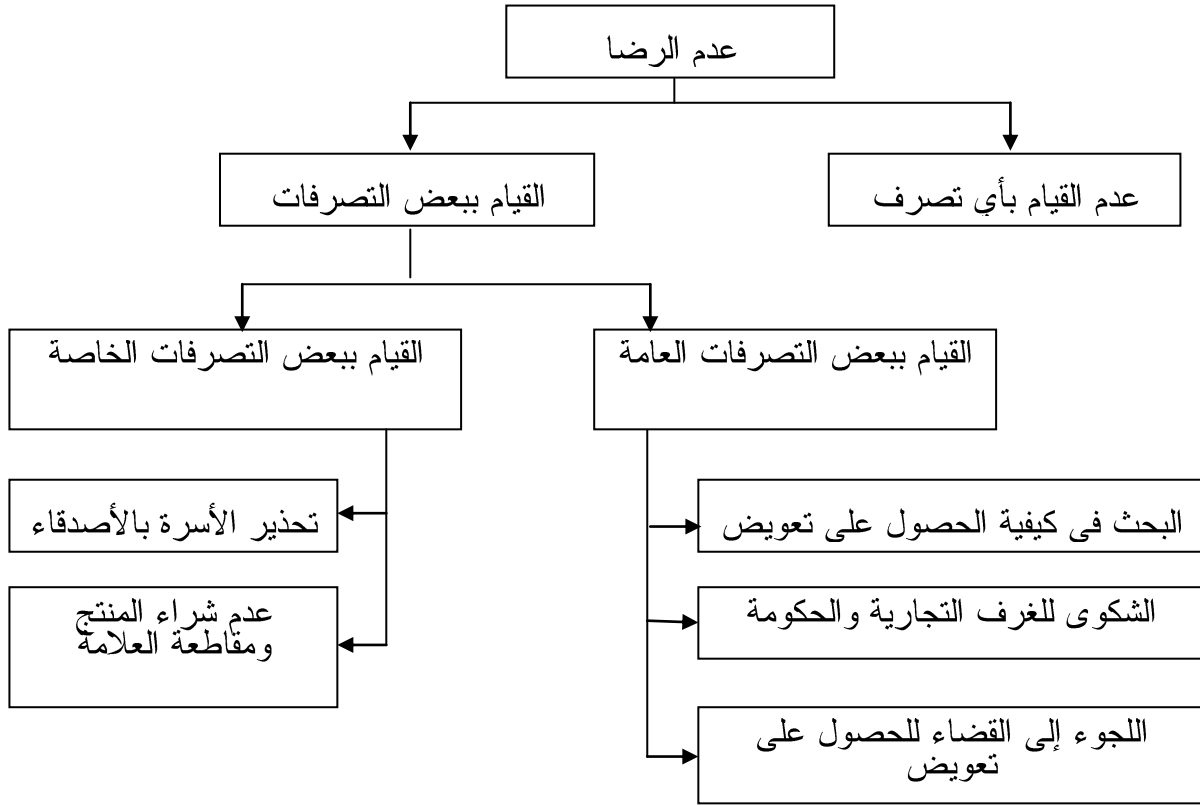 عدم الرضا
عدم القيام بأي تصرف
القيام ببعض التصرفات
القيام ببعض التصرفات العامة
القيام ببعض التصرفات الخاصة
البحث فى كيفية الحصول على تعويض
الشكوى للغرف التجارية والحكومة
اللجوء إلى القضاء للحصول على
تعويض
تحذير الأسرة بالأصدقاء
عدم شراء المنتج
ومقاطعة العلامة